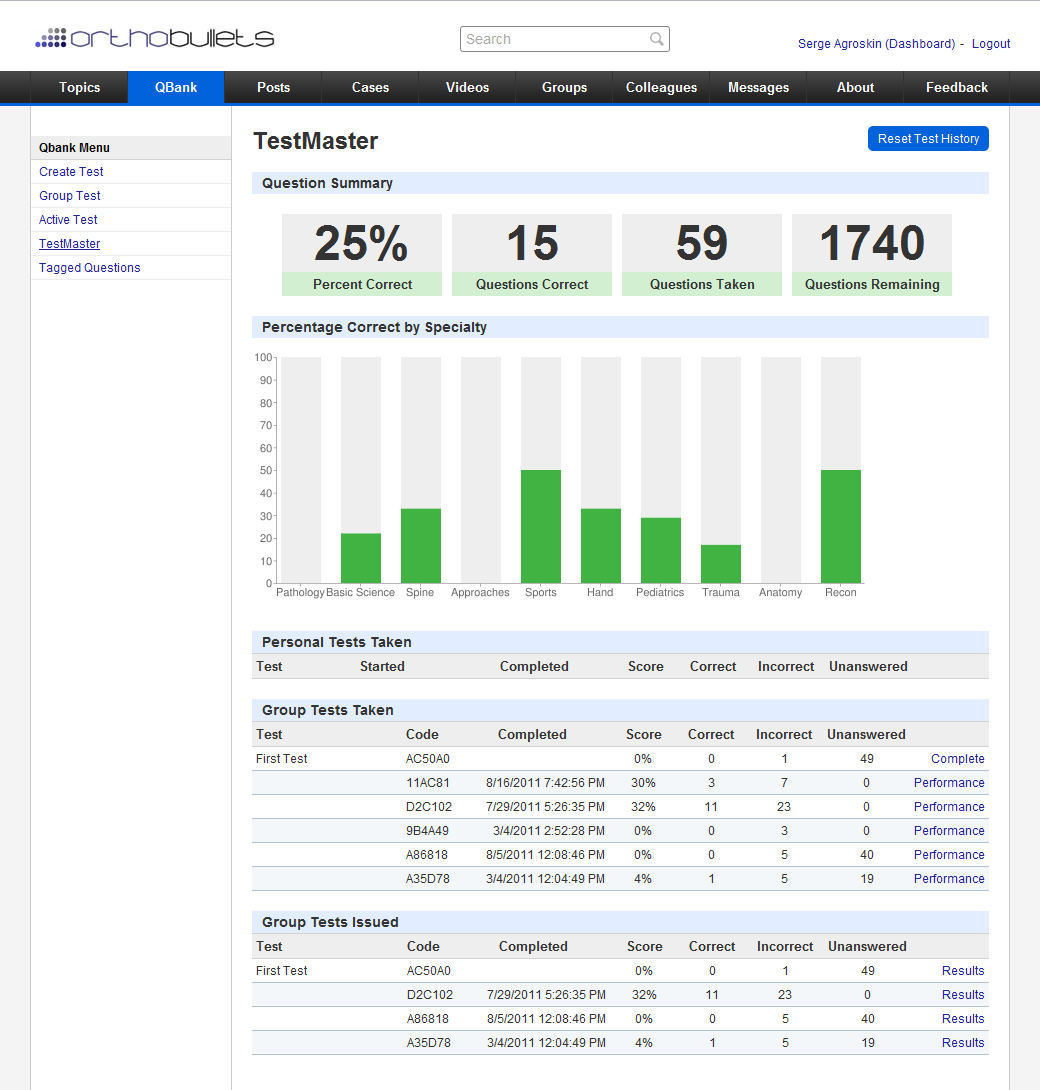 orthobullets
Search
Serge Agroskin (Dashboard) - Logout
Topics QBank Posts Cases Videos Groups Colleagues Messages About Feedback
Qbank Menu
Create Test
Group Test
Active Test
TestMaster
Tagged Questions
TestMaster
Reset Test History
Question Summary
25% 15 59 1740
Percent Correct Questions Correct Questions Taken Questions Remaining
Percentage Correct by Specialty
100
90
80
70
60
50
40
30
20
10
0
Pathology Basic Science Spine Approaches Sports Hand Pediatrics Trauma Anatomy Recon
Personal Tests Taken
Test Started Completed Score Correct Incorrect Unanswered
Group Tests Taken
Test Code Completed Score Correct Incorrect Unanswered
First Test AC50A0 0% 0 1 49 Complete
11AC81 8/16/2011 7:42:56 PM 30% 3 7 0 Performance
D2C102 7/29/2011 5:26:35 PM 32% 11 23 0 Performance
9B4A49 3/4/2011 2:52:28 PM 0% 0 3 0 Performance
A86818 8/5/2011 12:08:46 PM 0% 0 5 40 Performance
A35D78 3/4/2011 12:04:49 PM 4% 1 5 19 Performance
Group Tests Issued
Test Code Completed Score Correct Incorrect Unanswered
First Test AC50A0 0% 0 1 49 Results
D2C102 7/29/2011 5:26:35 PM 32% 11 23 0 Results
A86818 8/5/2011 12:08:46 PM 0% 0 5 40 Results
A35D78 3/4/2011 12:04:49 PM 4% 1 5 19 Results